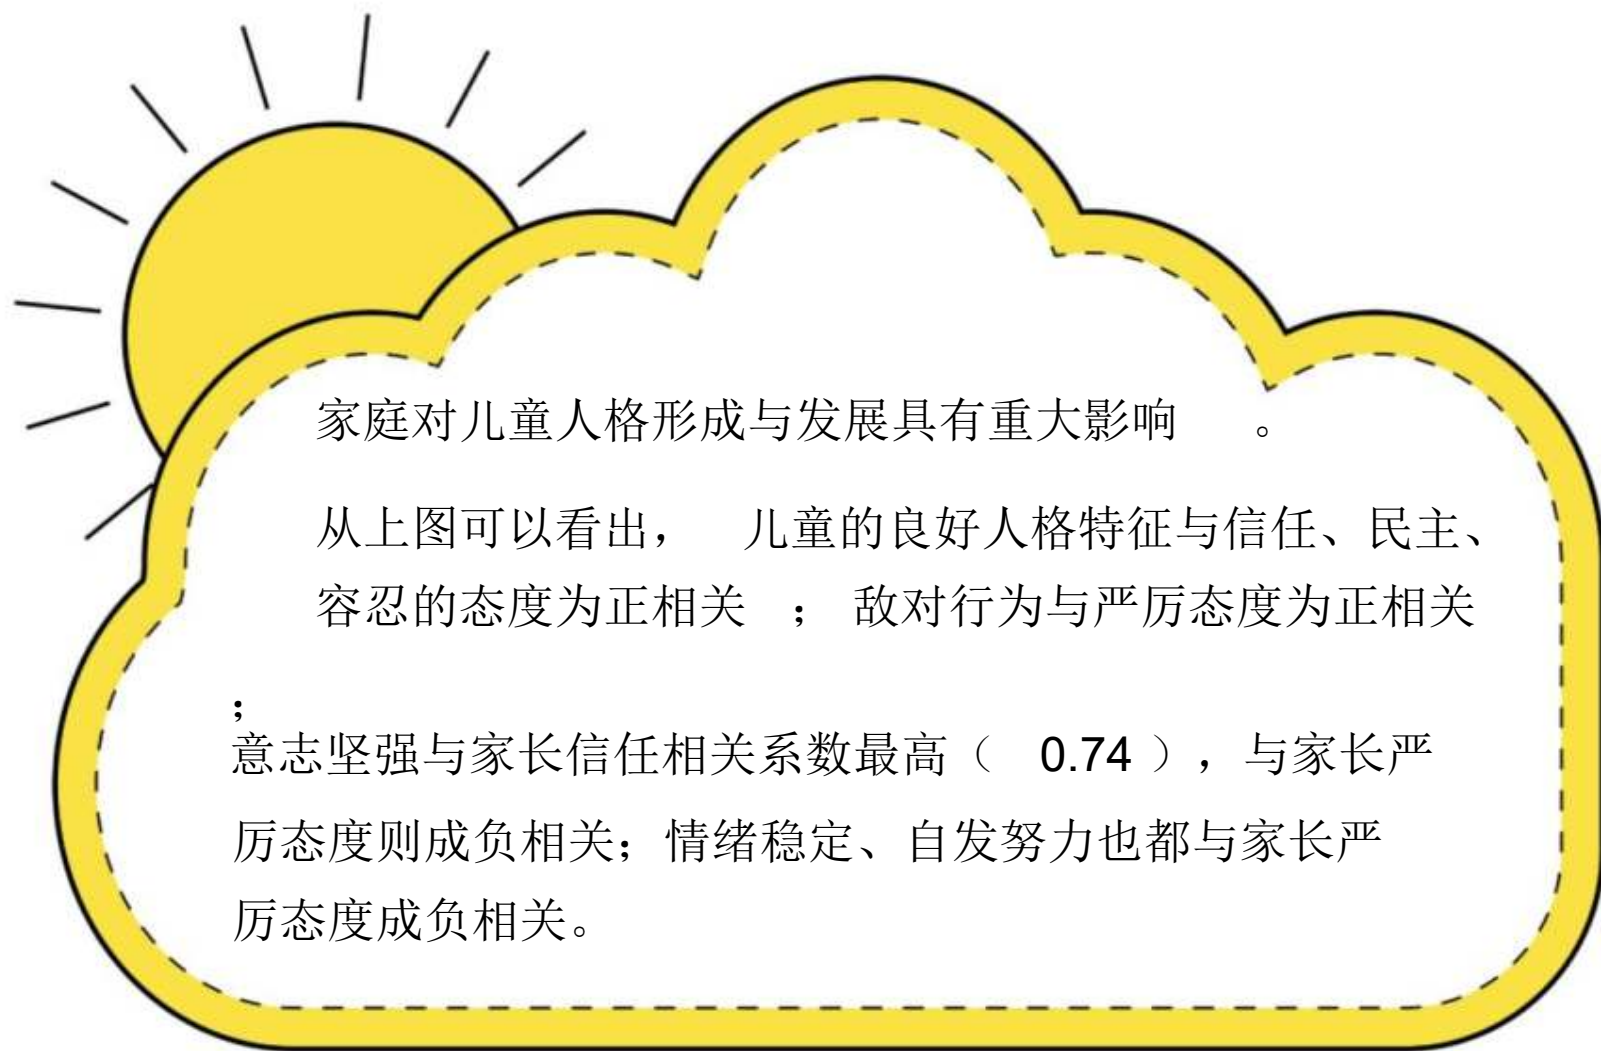 家庭对儿童人格形成与发展具有重大影响 。
从上图可以看出， 儿童的良好人格特征与信任、民主、
容忍的态度为正相关 ； 敌对行为与严厉态度为正相关
；
意志坚强与家长信任相关系数最高（ 0.74 ），与家长严
厉态度则成负相关；情绪稳定、自发努力也都与家长严
厉态度成负相关。